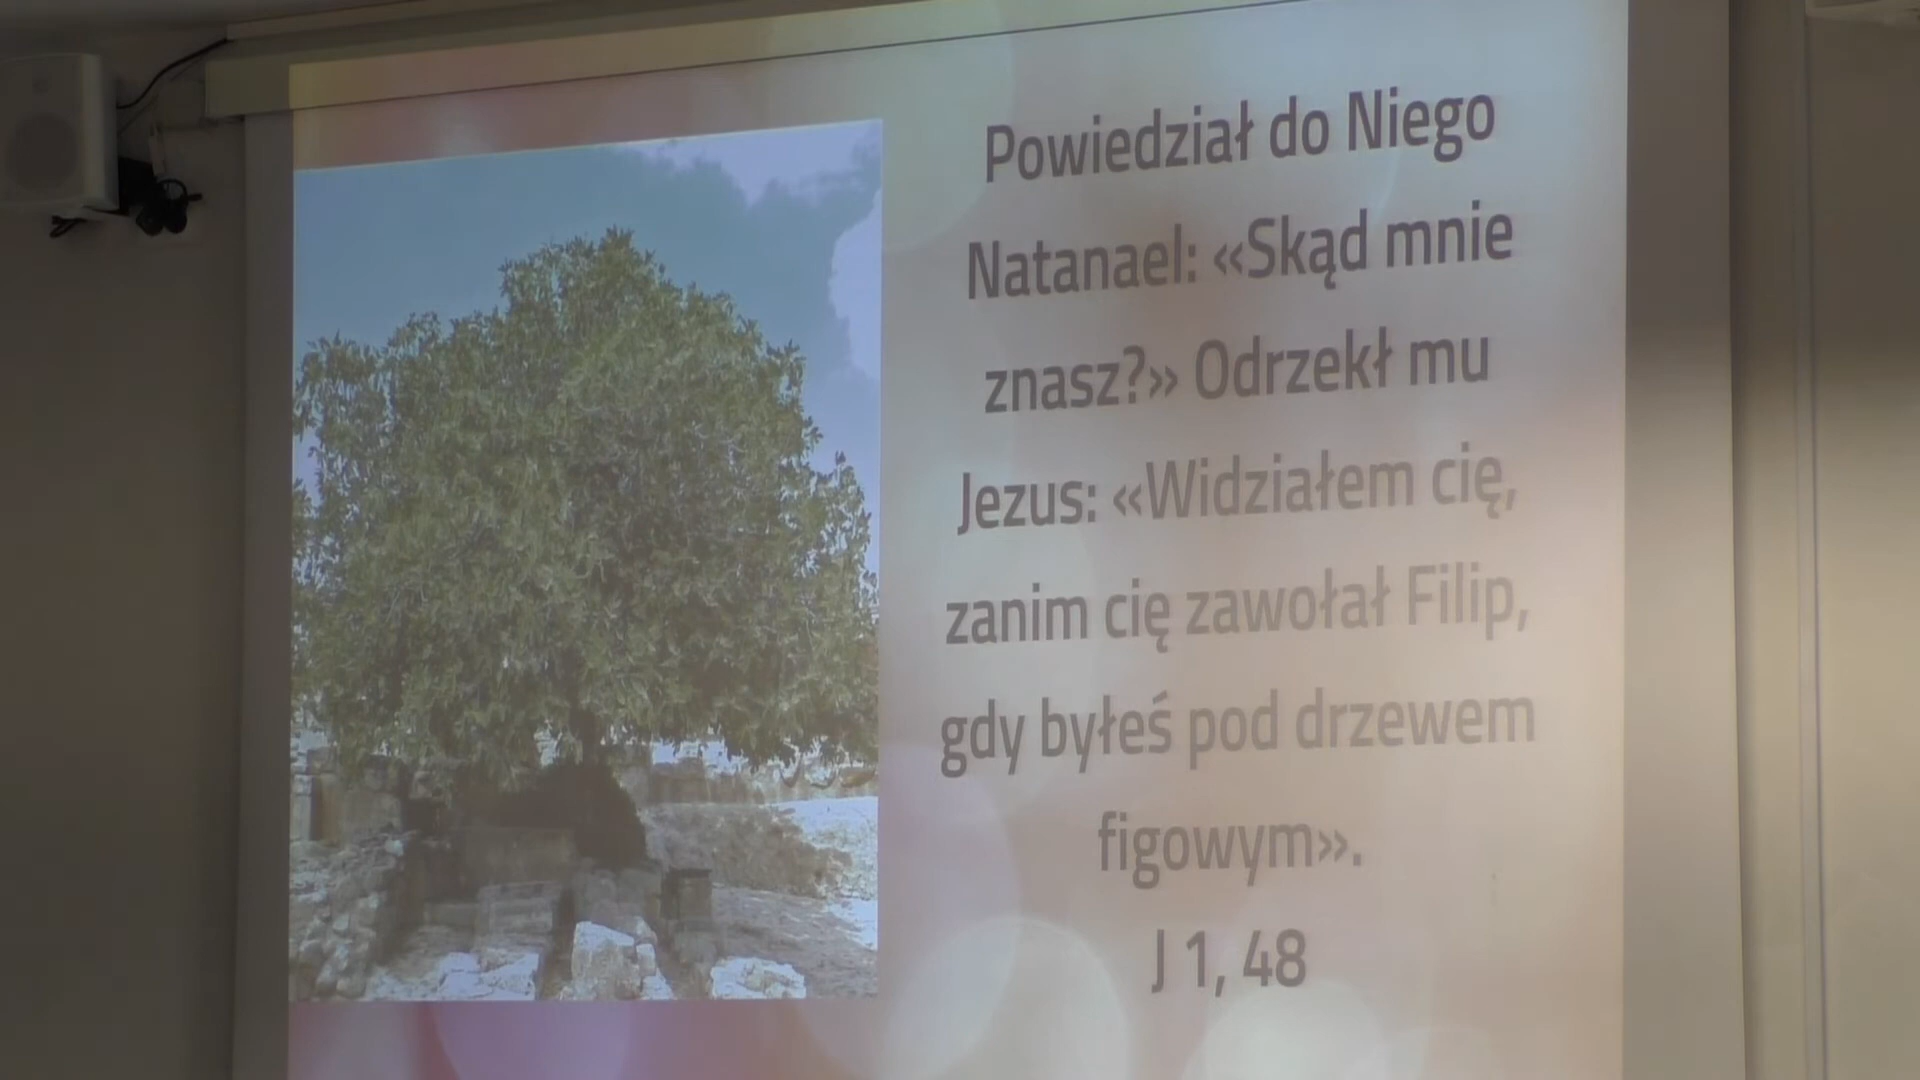 Powiedział do Niego
Natanael: «Skąd mnie
znasz?» Odrzekł mu
Jezus: «Widziałem cię,
zanim cię zawołał Filip,
gdy byłeś pod drzewem
figowym».
J 1, 48